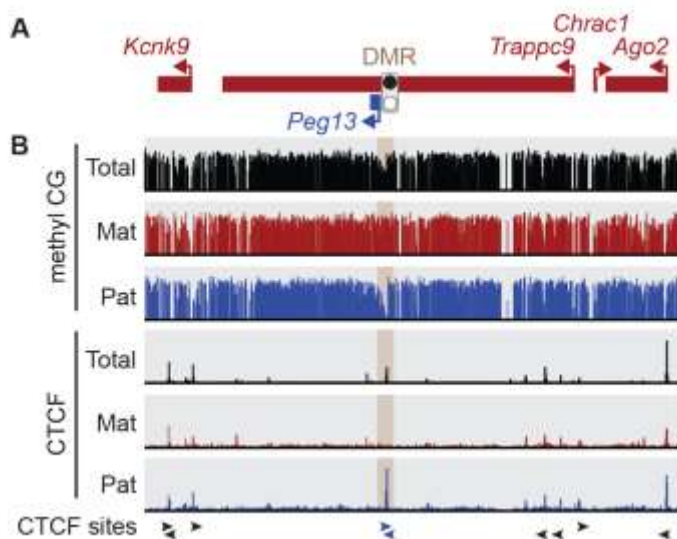 A
Kcnk9
DMR
Trappc9
Chrac1
Ago2
Peg13
B
methyl CG
Total
Mat
Pat
CTCF
Total
Mat
Pat
CTCF sites